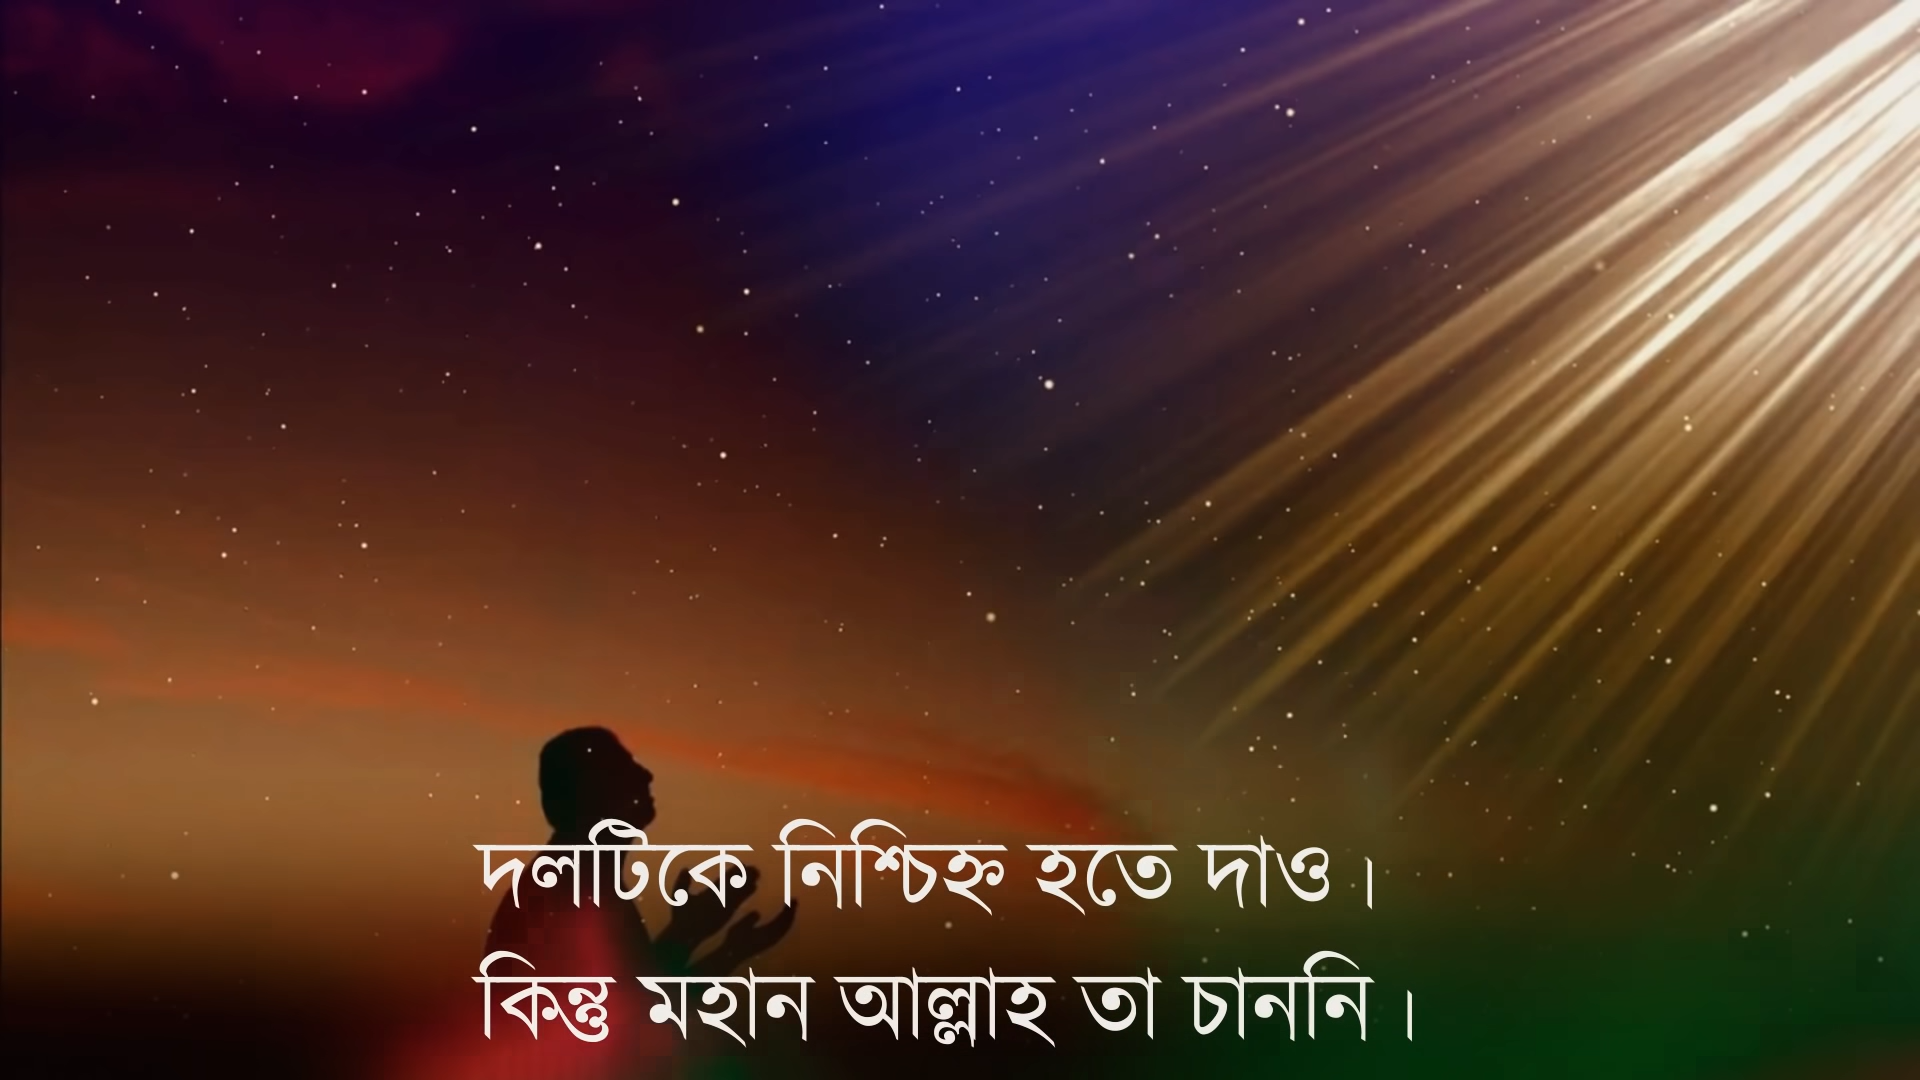 দলটিকে নিশ্চিহ্ন হতে দাও।
কিন্তু মহান আল্লাহ তা চাননি।